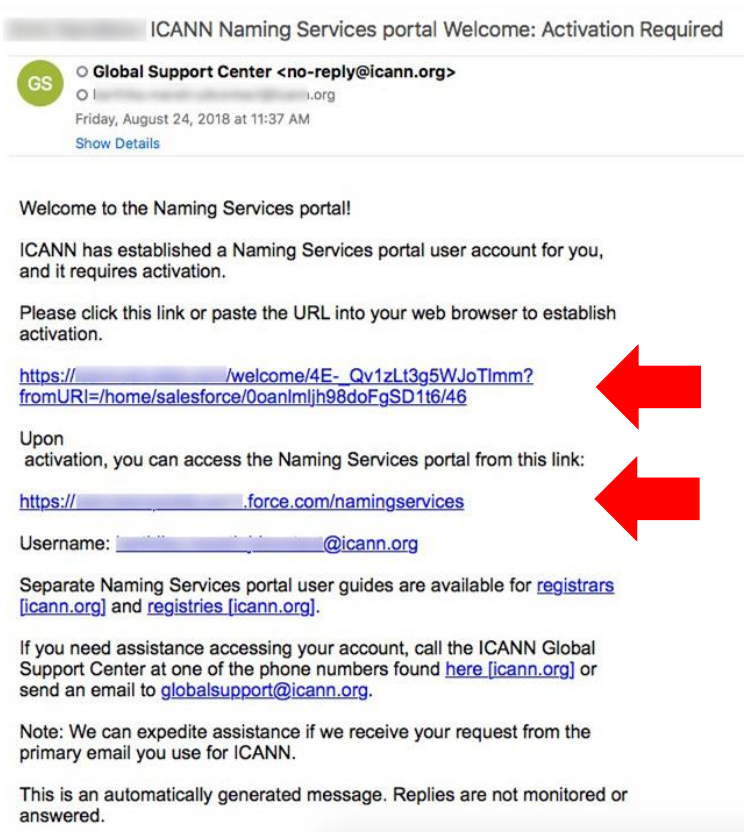 ICANN Naming Services portal Welcome: Activation Required
GS
Global Support Center <no-reply@icann.org>
.org
Friday, August 24, 2018 at 11:37 AM
Show Details
Welcome to the Naming Services portal!
ICANN has established a Naming Services portal user account for you,
and it requires activation.
Please click this link or paste the URL into your web browser to establish
activation.
https:// /welcome/4E-_Qv1zLt3g5WJoTlmm?
fromURI=/home/salesforce/0oanlmljh98doFgSD1t6/46
Upon
activation, you can access the Naming Services portal from this link:
https:// .force.com/namingservices
Username: @icann.org
Separate Naming Services portal user guides are available for registrars
[icann.org] and registries [icann.org].
If you need assistance accessing your account, call the ICANN Global
Support Center at one of the phone numbers found here [icann.org] or
send an email to globalsupport@icann.org.
Note: We can expedite assistance if we receive your request from the
primary email you use for ICANN.
This is an automatically generated message. Replies are not monitored or
answered.